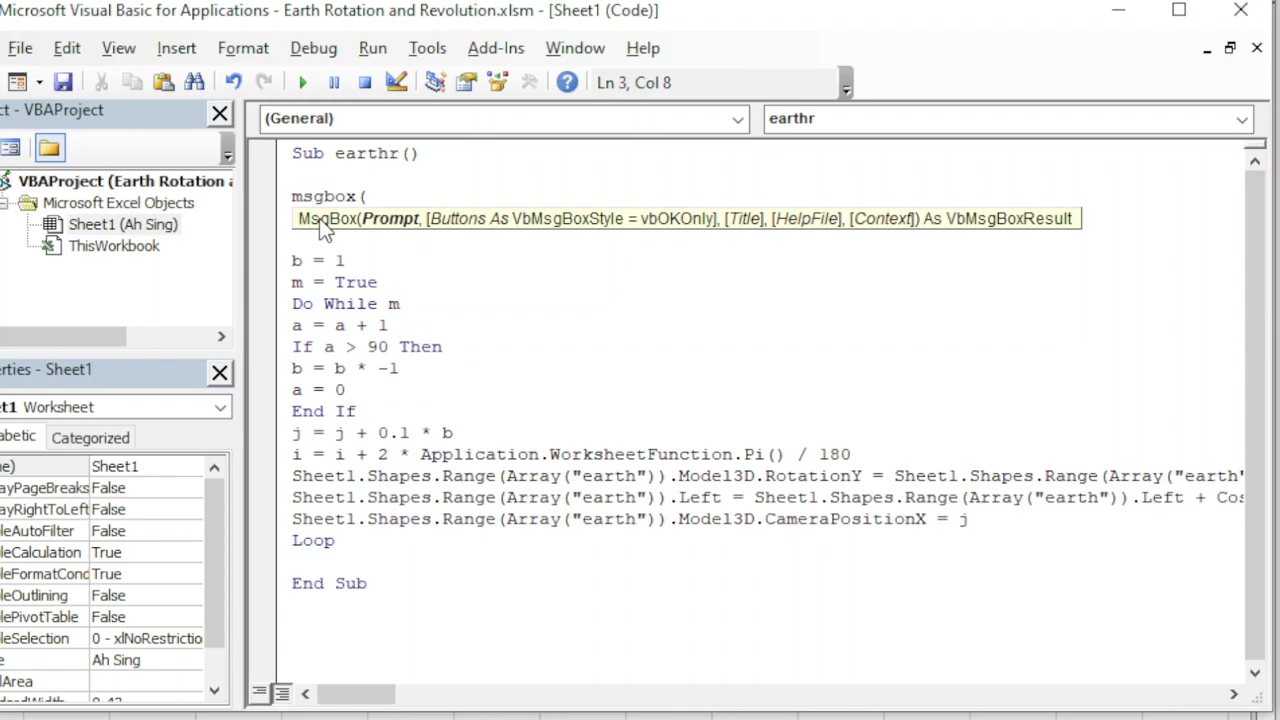 Microsoft Visual Basic for Applications - Earth Rotation and Revolution.xlsm - [Sheet1 (Code)]
File Edit View Insert Format Debug Run Tools Add-Ins Window Help
Ln 3, Col 8
ct - VBAProject
(General) earthr
VBAProject (Earth Rotation a
Microsoft Excel Objects
Sheet1 (Ah Sing)
ThisWorkbook
Sub earthr()
msgbox(
MsgBox(Prompt, [Buttons As VbMsgBoxStyle = vbOKOnly], [Title], [HelpFile], [Context]) As VbMsgBoxResult
b = 1
m = True
Do While m
a = a + 1
If a > 90 Then
b = b * -1
a = 0
End If
j = j + 0.1 * b
i = i + 2 * Application.WorksheetFunction.Pi() / 180
Sheet1.Shapes.Range(Array("earth")).Model3D.RotationY = Sheet1.Shapes.Range(Array("earth"
Sheet1.Shapes.Range(Array("earth")).Left = Sheet1.Shapes.Range(Array("earth")).Left + Cos
Sheet1.Shapes.Range(Array("earth")).Model3D.CameraPositionX = j
Loop
End Sub
erties - Sheet1
et1 Worksheet
abetic Categorized
e) Sheet1
ayPageBreaks False
ayRightToLeft False
leAutoFilter False
leCalculation True
leFormatCond True
leOutlining False
lePivotTable False
leSelection 0 - xlNoRestrictio
e Ah Sing
lArea